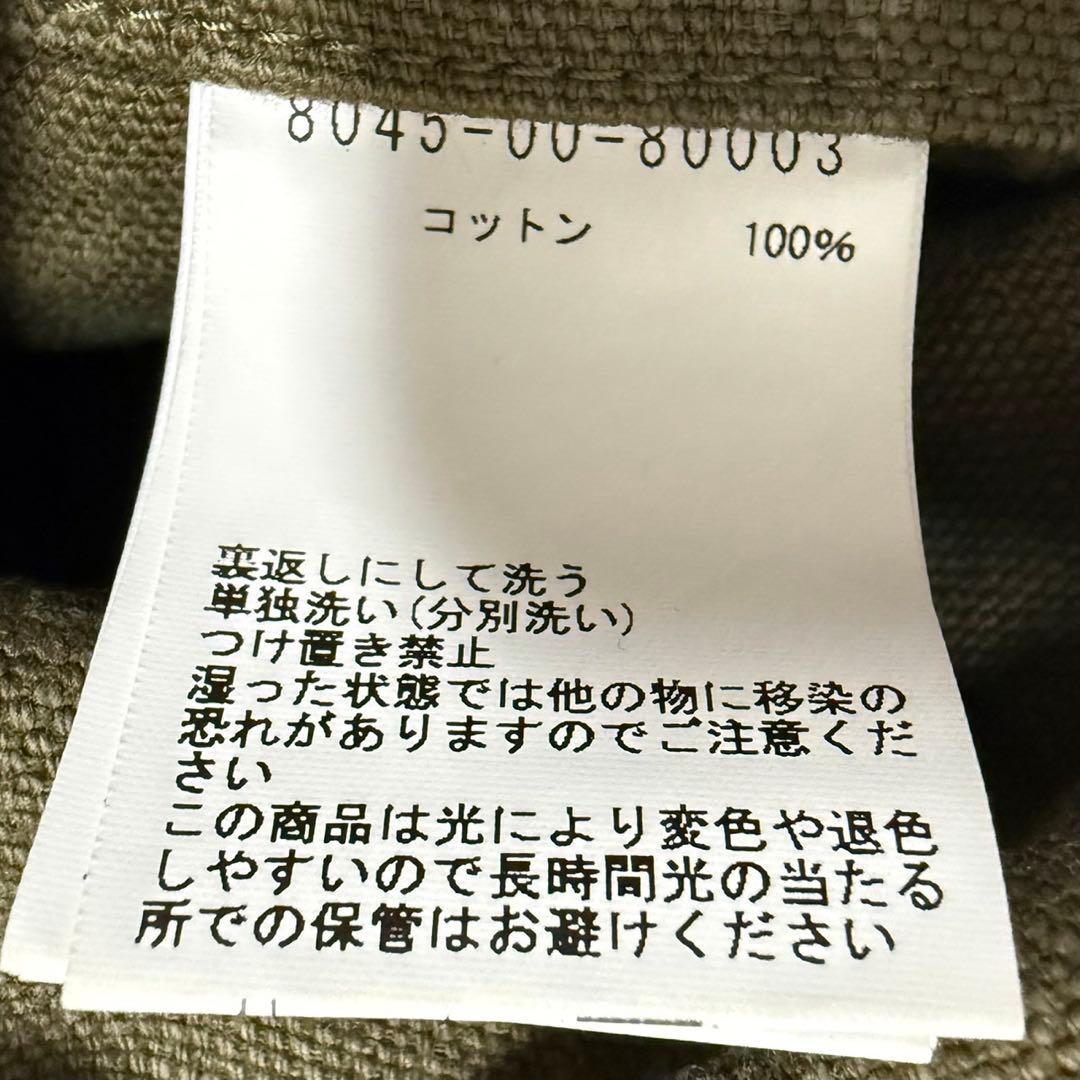 8045-00-80003
コットン 100%
裏返しにして洗う
単独洗い(分別洗い)
つけ置き禁止
湿った状態では他の物に移染の
恐れがありますのでご注意くだ
さい
この商品は光により変色や退色
しやすいので長時間光の当たる
所での保管はお避けください